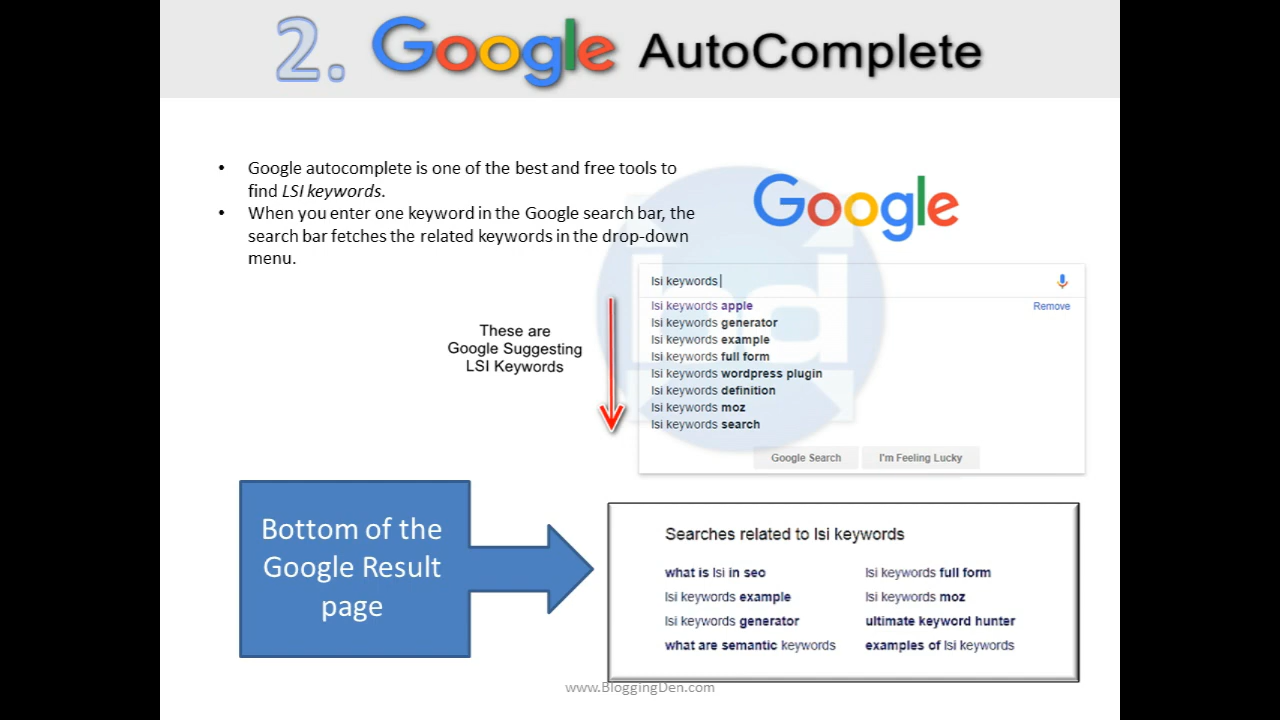 2. Google AutoComplete
• Google autocomplete is one of the best and free tools to
find LSI keywords.
• When you enter one keyword in the Google search bar, the
search bar fetches the related keywords in the drop-down
menu.
Google
lsi keywords
lsi keywords apple Remove
lsi keywords generator
lsi keywords example
lsi keywords full form
lsi keywords wordpress plugin
lsi keywords definition
lsi keywords moz
lsi keywords search
Google Search I'm Feeling Lucky
These are
Google Suggesting
LSI Keywords
bd
Bottom of the
Google Result
page
Searches related to lsi keywords
what is lsi in seo lsi keywords full form
lsi keywords example lsi keywords moz
lsi keywords generator ultimate keyword hunter
what are semantic keywords examples of lsi keywords
www.BloggingDen.com